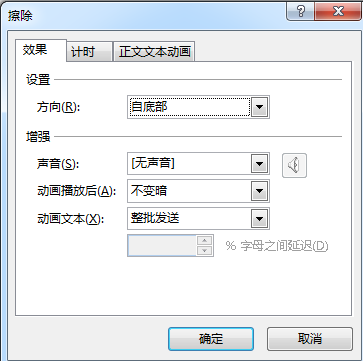 擦除
效果 计时 正文文本动画
设置
方向(R): 自底部
增强
声音(S): [无声音]
动画播放后(A): 不变暗
动画文本(X): 整批发送
% 字母之间延迟(D)
确定 取消